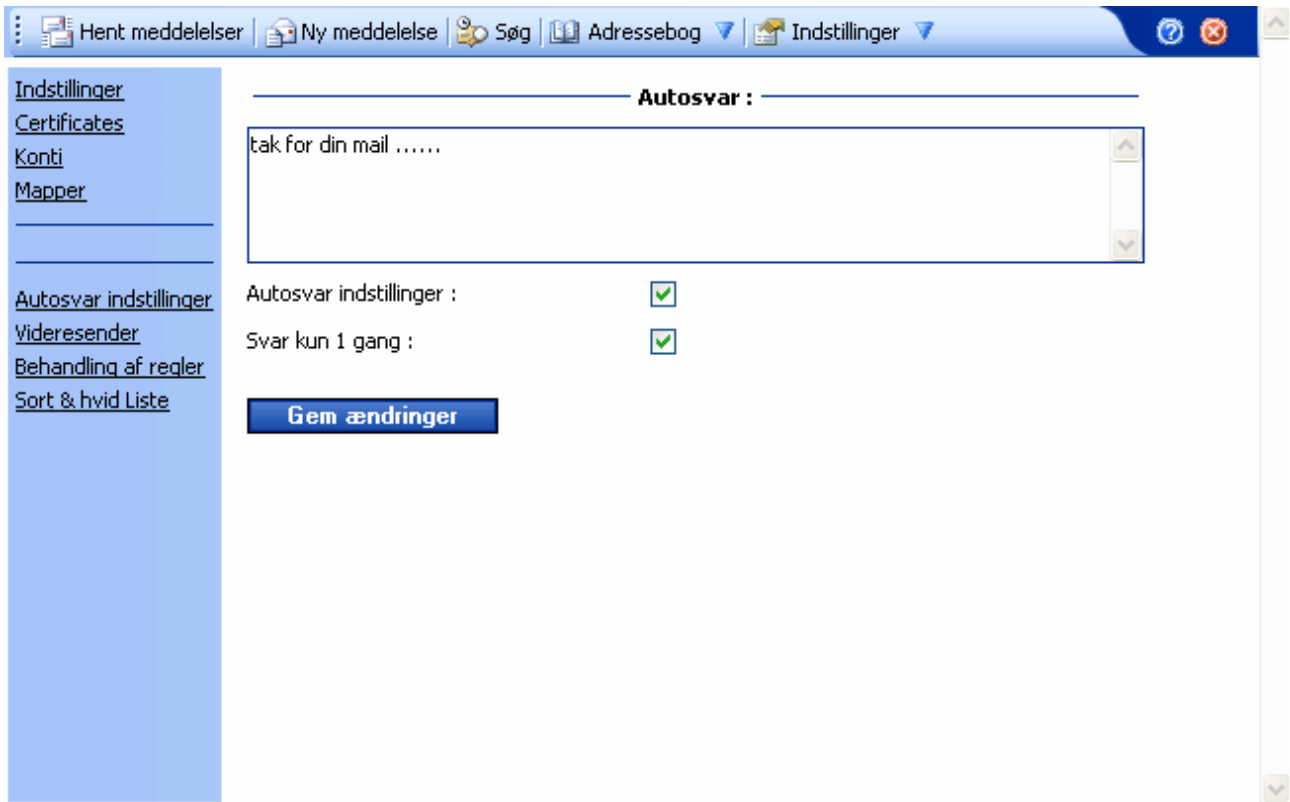 Hent meddelelser Ny meddelelse Søg Adressebog Indstillinger
Indstillinger
Certificates
Konti
Mapper
Autosvar indstillinger
Videresender
Behandling af regler
Sort & hvid Liste
Autosvar :
tak for din mail ......
Autosvar indstillinger :
Svar kun 1 gang :
Gem ændringer